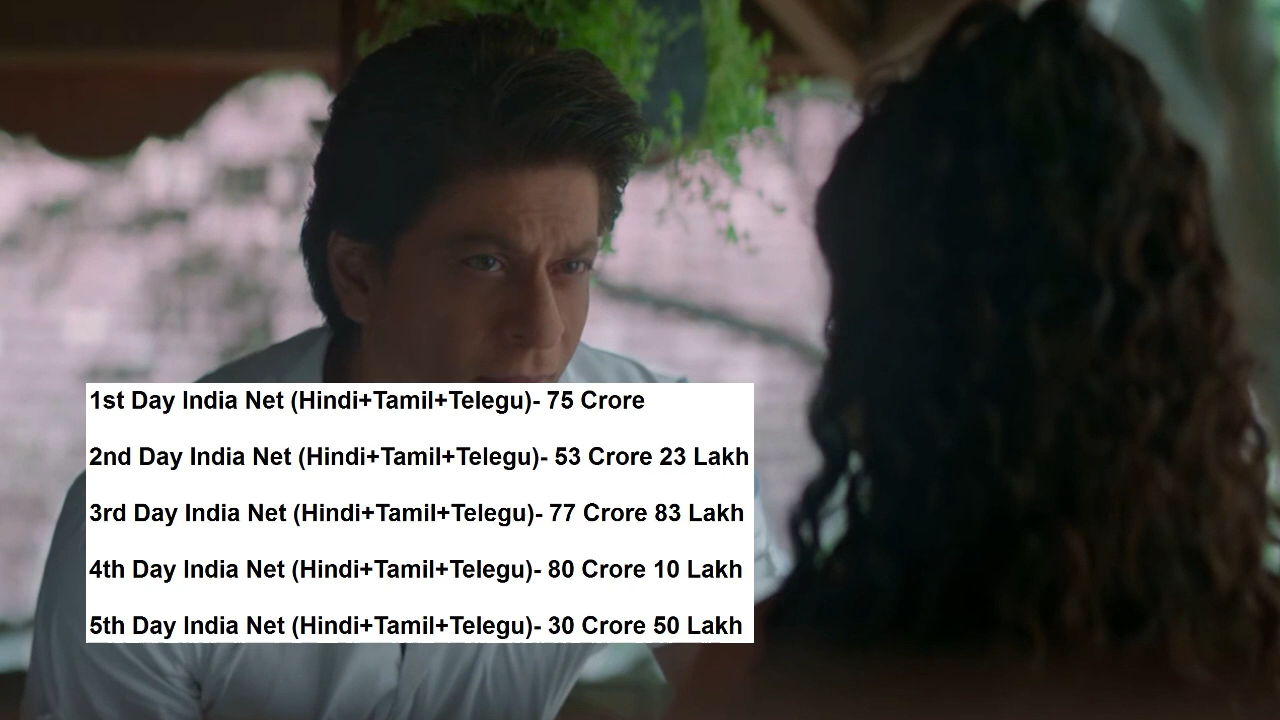 1st Day India Net (Hindi+Tamil+Telegu)- 75 Crore
2nd Day India Net (Hindi+Tamil+Telegu)- 53 Crore 23 Lakh
3rd Day India Net (Hindi+Tamil+Telegu)- 77 Crore 83 Lakh
4th Day India Net (Hindi+Tamil+Telegu)- 80 Crore 10 Lakh
5th Day India Net (Hindi+Tamil+Telegu)- 30 Crore 50 Lakh